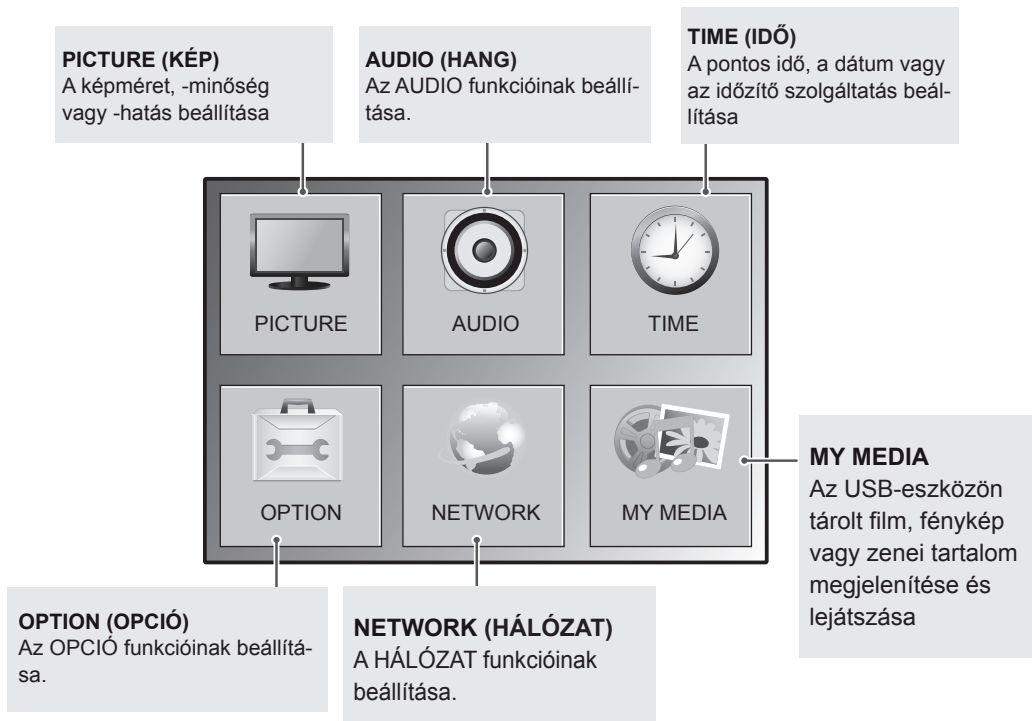 PICTURE (KÉP)
A képméret, -minőség
vagy -hatás beállítása
AUDIO (HANG)
Az AUDIO funkcióinak beállí-
tása.
TIME (IDŐ)
A pontos idő, a dátum vagy
az időzítő szolgáltatás beál-
lítása
PICTURE
AUDIO
TIME
OPTION
NETWORK
MY MEDIA
MY MEDIA
Az USB-eszközön
tárolt film, fénykép
vagy zenei tartalom
megjelenítése és
lejátszása
OPTION (OPCIÓ)
Az OPCIÓ funkcióinak beállítá-
sa.
NETWORK (HÁLÓZAT)
A HÁLÓZAT funkcióinak
beállítása.